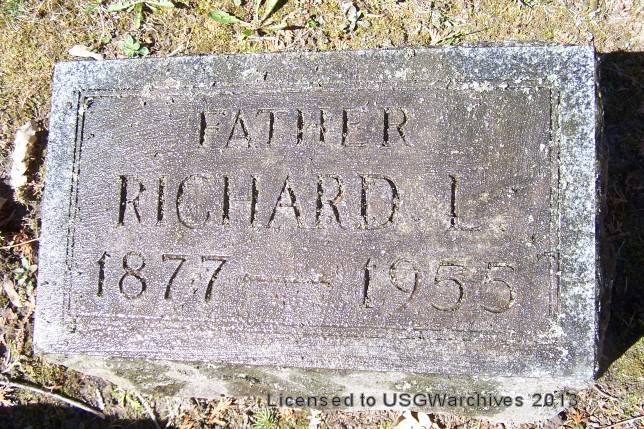 FATHER
RICHARD L.
1877 — 1955
Licensed to USGWarchives 2013